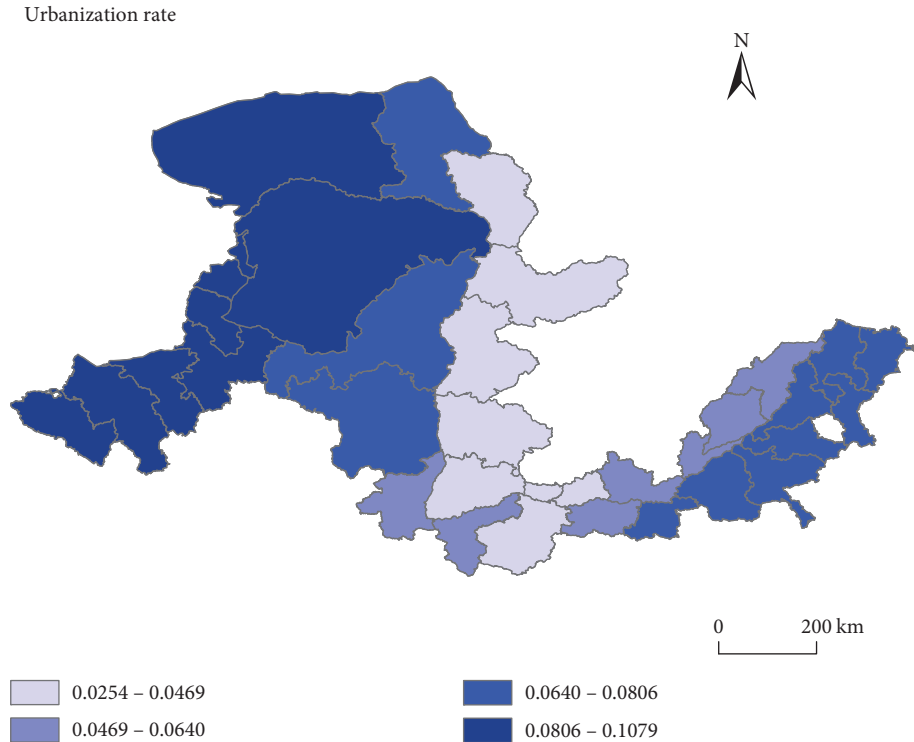 Urbanization rate
N
0 200 km
0.0254 – 0.0469
0.0469 – 0.0640
0.0640 – 0.0806
0.0806 – 0.1079